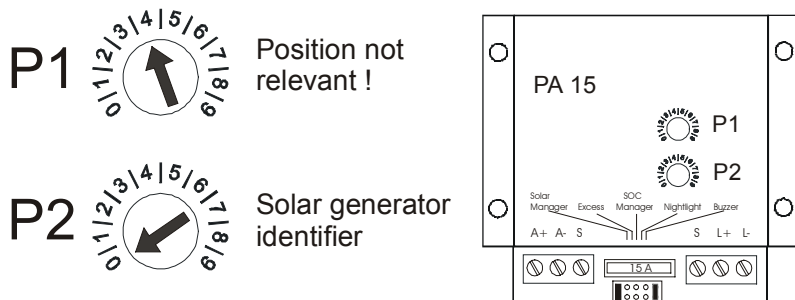 P1
0|1|2|3|4|5|6|7|8|9
Position not
relevant !
P2
0|1|2|3|4|5|6|7|8|9
Solar generator
identifier
PA 15
P1
P2
Solar
Manager
Excess
SOC
Manager
Nightlight
Buzzer
A+ A- S
S L+ L-
15 A